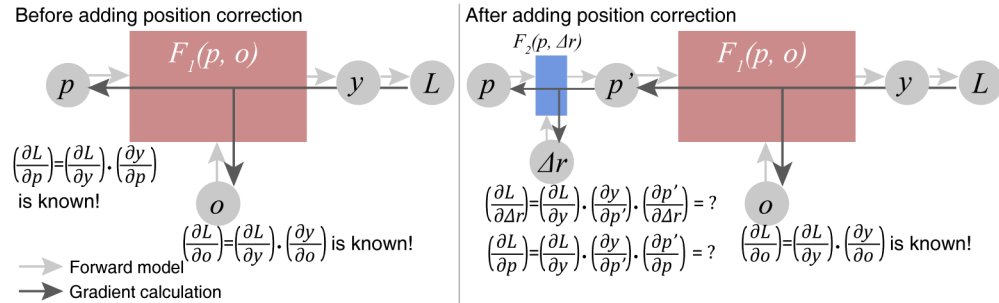 Before adding position correction
F₁(p, o)
p
y
L
(∂L/∂p)=(∂L/∂y).(∂y/∂p)
is known!
o
(∂L/∂o)=(∂L/∂y).(∂y/∂o) is known!
Forward model
Gradient calculation
After adding position correction
F₂(p, Δr)
F₁(p, o)
p
p'
y
L
Δr
o
(∂L/∂Δr)=(∂L/∂y).(∂y/∂p').(∂p'/∂Δr) = ?
(∂L/∂p)=(∂L/∂y).(∂y/∂p').(∂p'/∂p) = ?
(∂L/∂o)=(∂L/∂y).(∂y/∂o) is known!